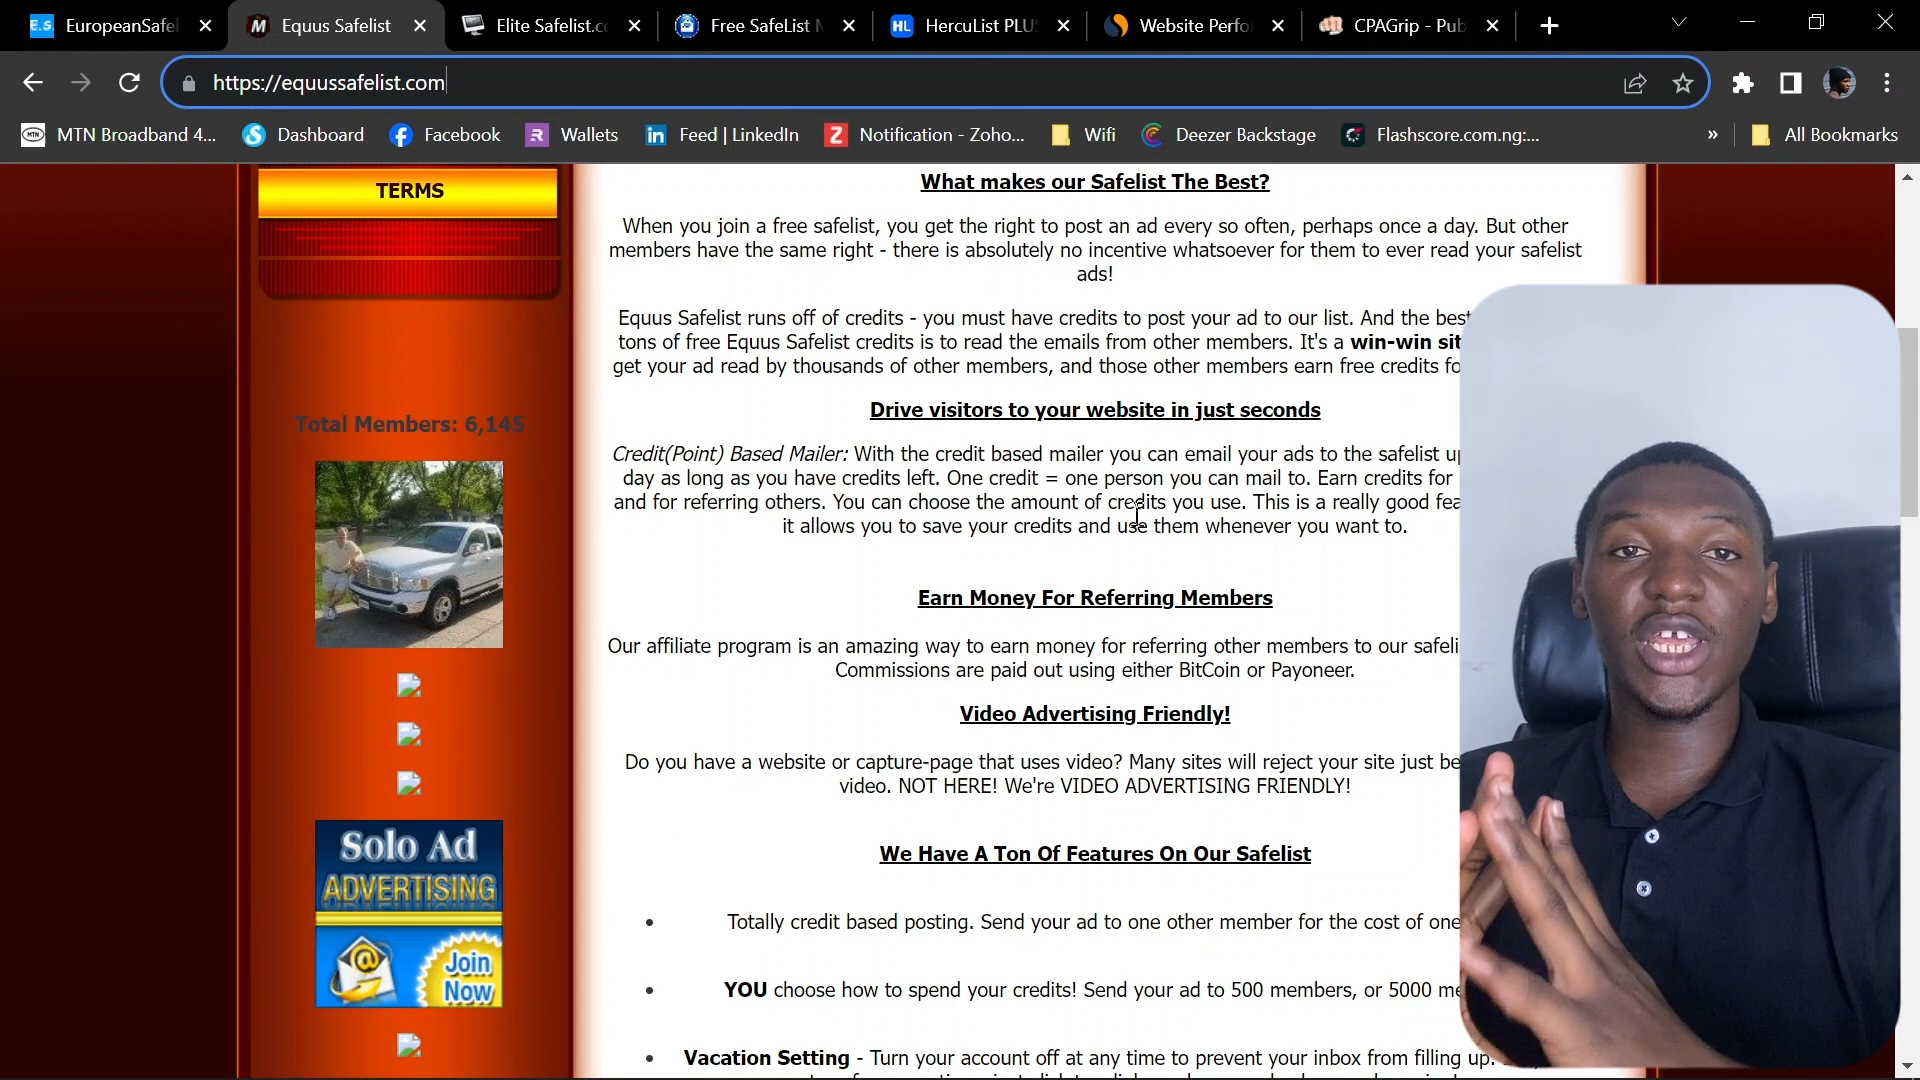 EuropeanSafel
Equus Safelist
Elite Safelist.c
Free SafeList M
HercuList PLU
Website Perfo
CPAGrip - Pub
https://equussafelist.com
MTN Broadband 4...
Dashboard
Facebook
Wallets
Feed | LinkedIn
Notification - Zoho...
Wifi
Deezer Backstage
Flashscore.com.ng:...
»
All Bookmarks
TERMS
Total Members: 6,145
Solo Ad
ADVERTISING
Join
Now
What makes our Safelist The Best?
When you join a free safelist, you get the right to post an ad every so often, perhaps once a day. But other
members have the same right - there is absolutely no incentive whatsoever for them to ever read your safelist
ads!
Equus Safelist runs off of credits - you must have credits to post your ad to our list. And the best
tons of free Equus Safelist credits is to read the emails from other members. It's a win-win sit
get your ad read by thousands of other members, and those other members earn free credits fo
Drive visitors to your website in just seconds
Credit(Point) Based Mailer: With the credit based mailer you can email your ads to the safelist u
day as long as you have credits left. One credit = one person you can mail to. Earn credits for
and for referring others. You can choose the amount of credits you use. This is a really good fea
it allows you to save your credits and use them whenever you want to.
Earn Money For Referring Members
Our affiliate program is an amazing way to earn money for referring other members to our safeli
Commissions are paid out using either BitCoin or Payoneer.
Video Advertising Friendly!
Do you have a website or capture-page that uses video? Many sites will reject your site just be
video. NOT HERE! We're VIDEO ADVERTISING FRIENDLY!
We Have A Ton Of Features On Our Safelist
• Totally credit based posting. Send your ad to one other member for the cost of one
• YOU choose how to spend your credits! Send your ad to 500 members, or 5000 me
• Vacation Setting - Turn your account off at any time to prevent your inbox from filling up.